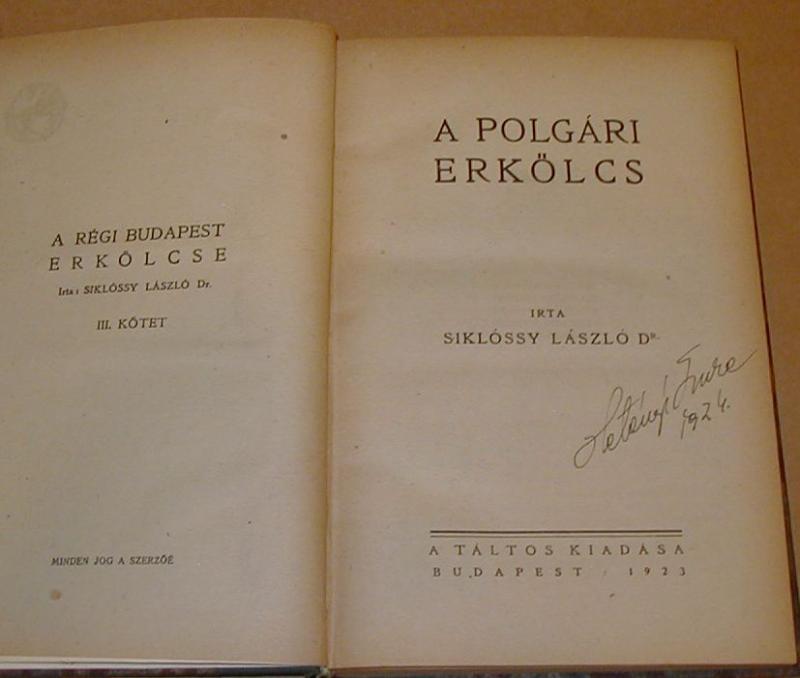 A RÉGI BUDAPEST
ERKÖLCSE
Irta: SIKLÓSSY LÁSZLÓ Dr.
III. KÖTET
MINDEN JOG A SZERZŐÉ
A POLGÁRI
ERKÖLCS
IRTA
SIKLÓSSY LÁSZLÓ DR.
Imre
1924.
A TÁLTOS KIADÁSA
BUDAPEST 1923